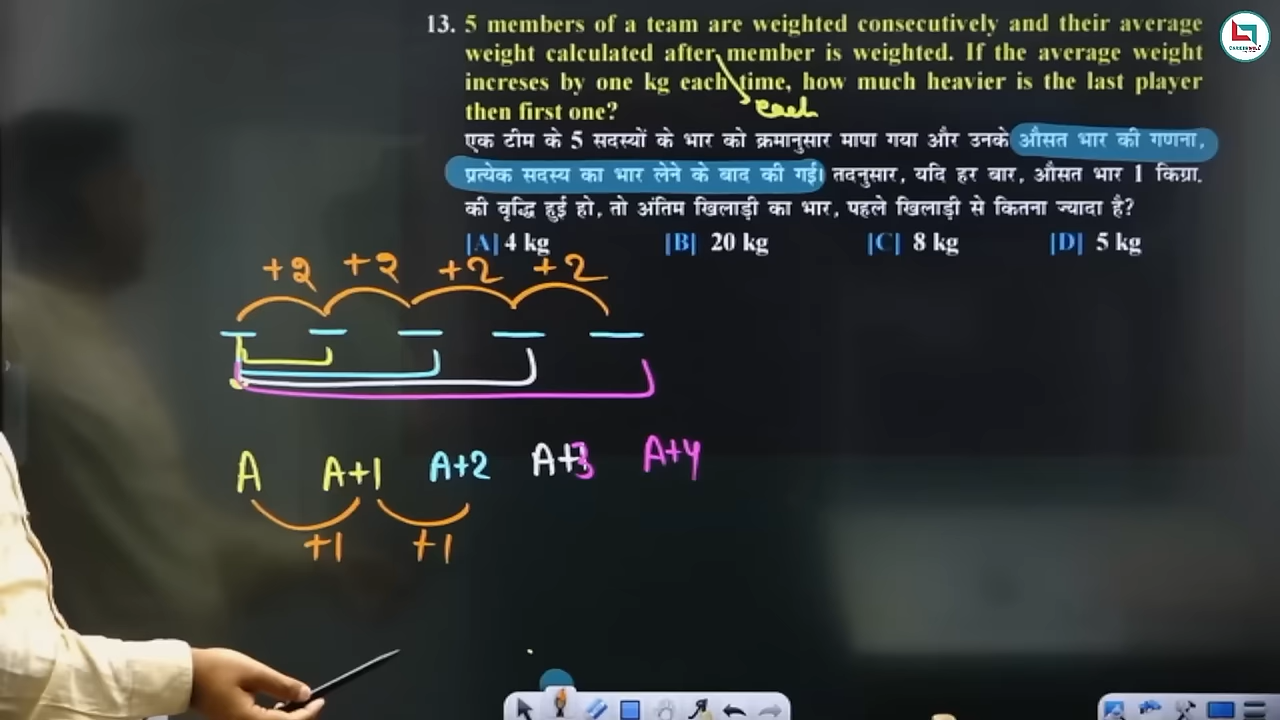 13. 5 members of a team are weighted consecutively and their average
weight calculated after member is weighted. If the average weight
increses by one kg each time, how much heavier is the last player
then first one?
each
एक टीम के 5 सदस्यों के भार को क्रमानुसार मापा गया और उनके औसत भार की गणना,
प्रत्येक सदस्य का भार लेने के बाद की गई। तदनुसार, यदि हर बार, औसत भार 1 किग्रा.
की वृद्धि हुई हो, तो अंतिम खिलाड़ी का भार, पहले खिलाड़ी से कितना ज्यादा है?
[A] 4 kg [B] 20 kg [C] 8 kg [D] 5 kg
+2 +2 +2 +2
A A+1 A+2 A+3 A+4
+1 +1